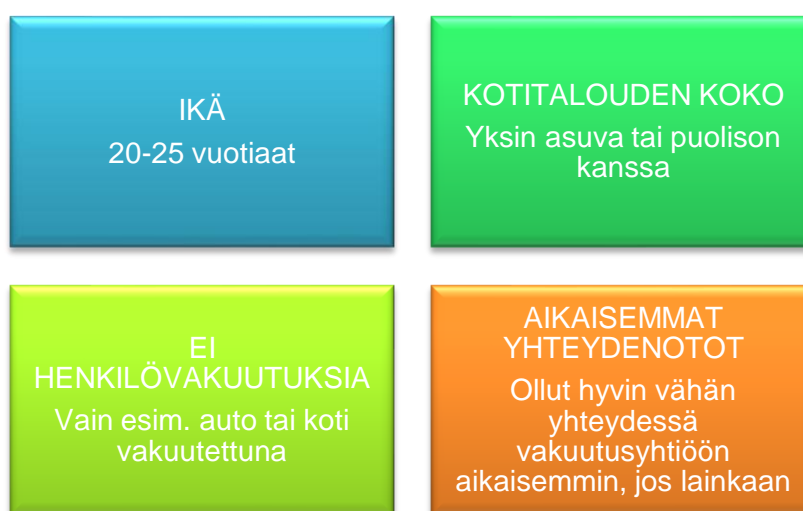 IKÄ
20-25 vuotiaat
KOTITALOUDEN KOKO
Yksin asuva tai puolison
kanssa
EI
HENKILÖVAKUUTUKSIA
Vain esim. auto tai koti
vakuutettuna
AIKAISEMMAT
YHTEYDENOTOT
Ollut hyvin vähän
yhteydessä
vakuutusyhtiöön
aikaisemmin, jos lainkaan